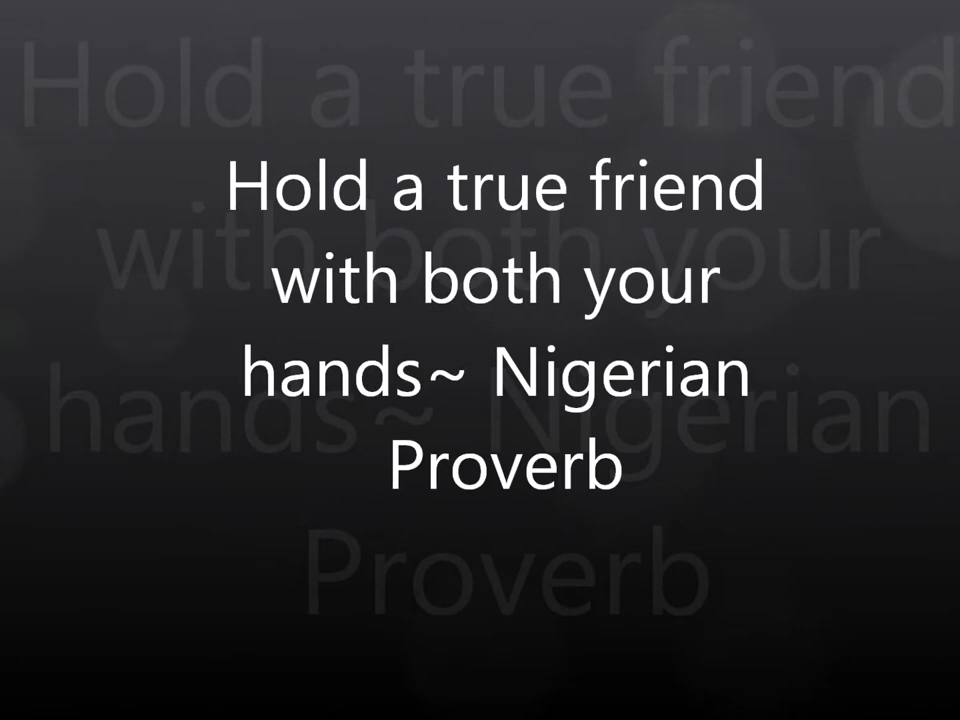 Hold a true friend
with both your
hands~ Nigerian
Proverb